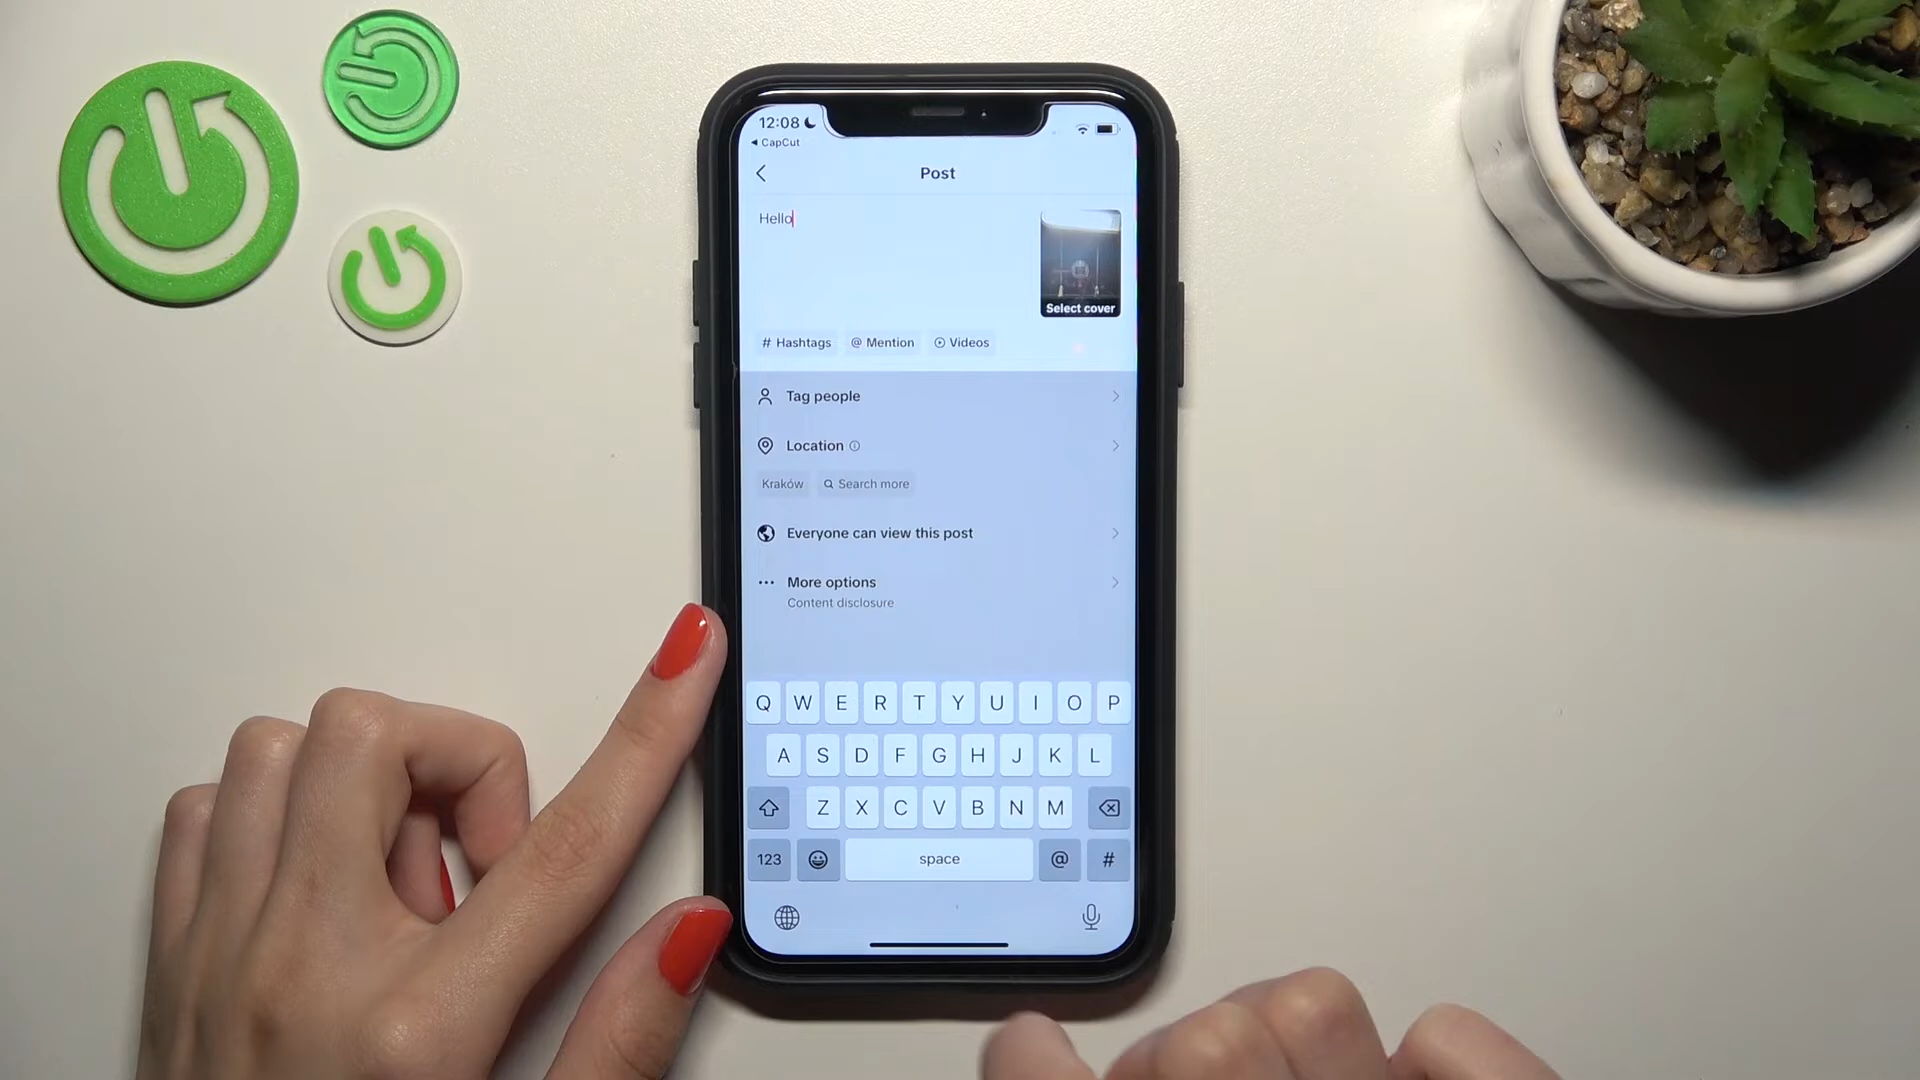 12:08
◄ CapCut
Post
Hello
Select cover
# Hashtags @ Mention Videos
Tag people
Location
Kraków Search more
Everyone can view this post
More options
Content disclosure
Q W E R T Y U I O P
A S D F G H J K L
Z X C V B N M
123 space @ #